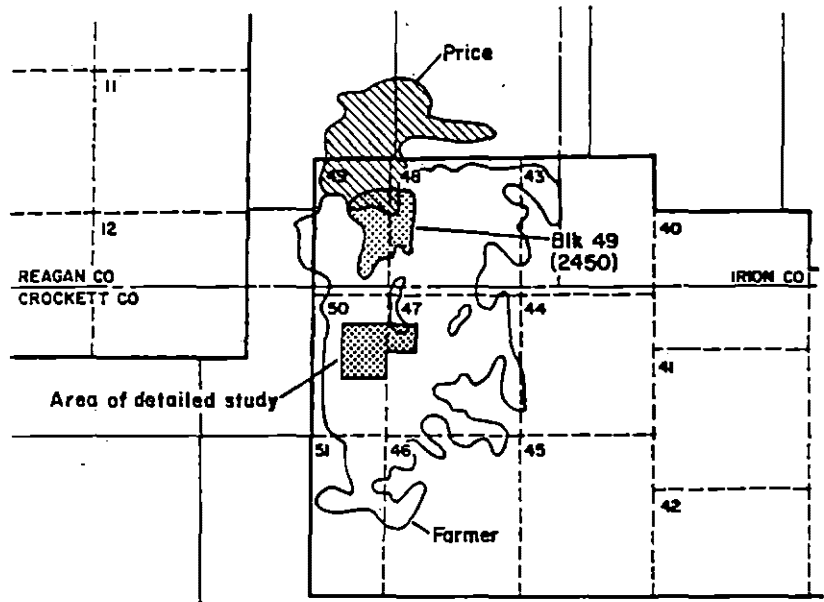 Price
11
49 48 43
12
Blk 49
(2450)
40
REAGAN CO
CROCKETT CO
IRION CO
50 47 44
41
Area of detailed study
51 46 45
42
Farmer